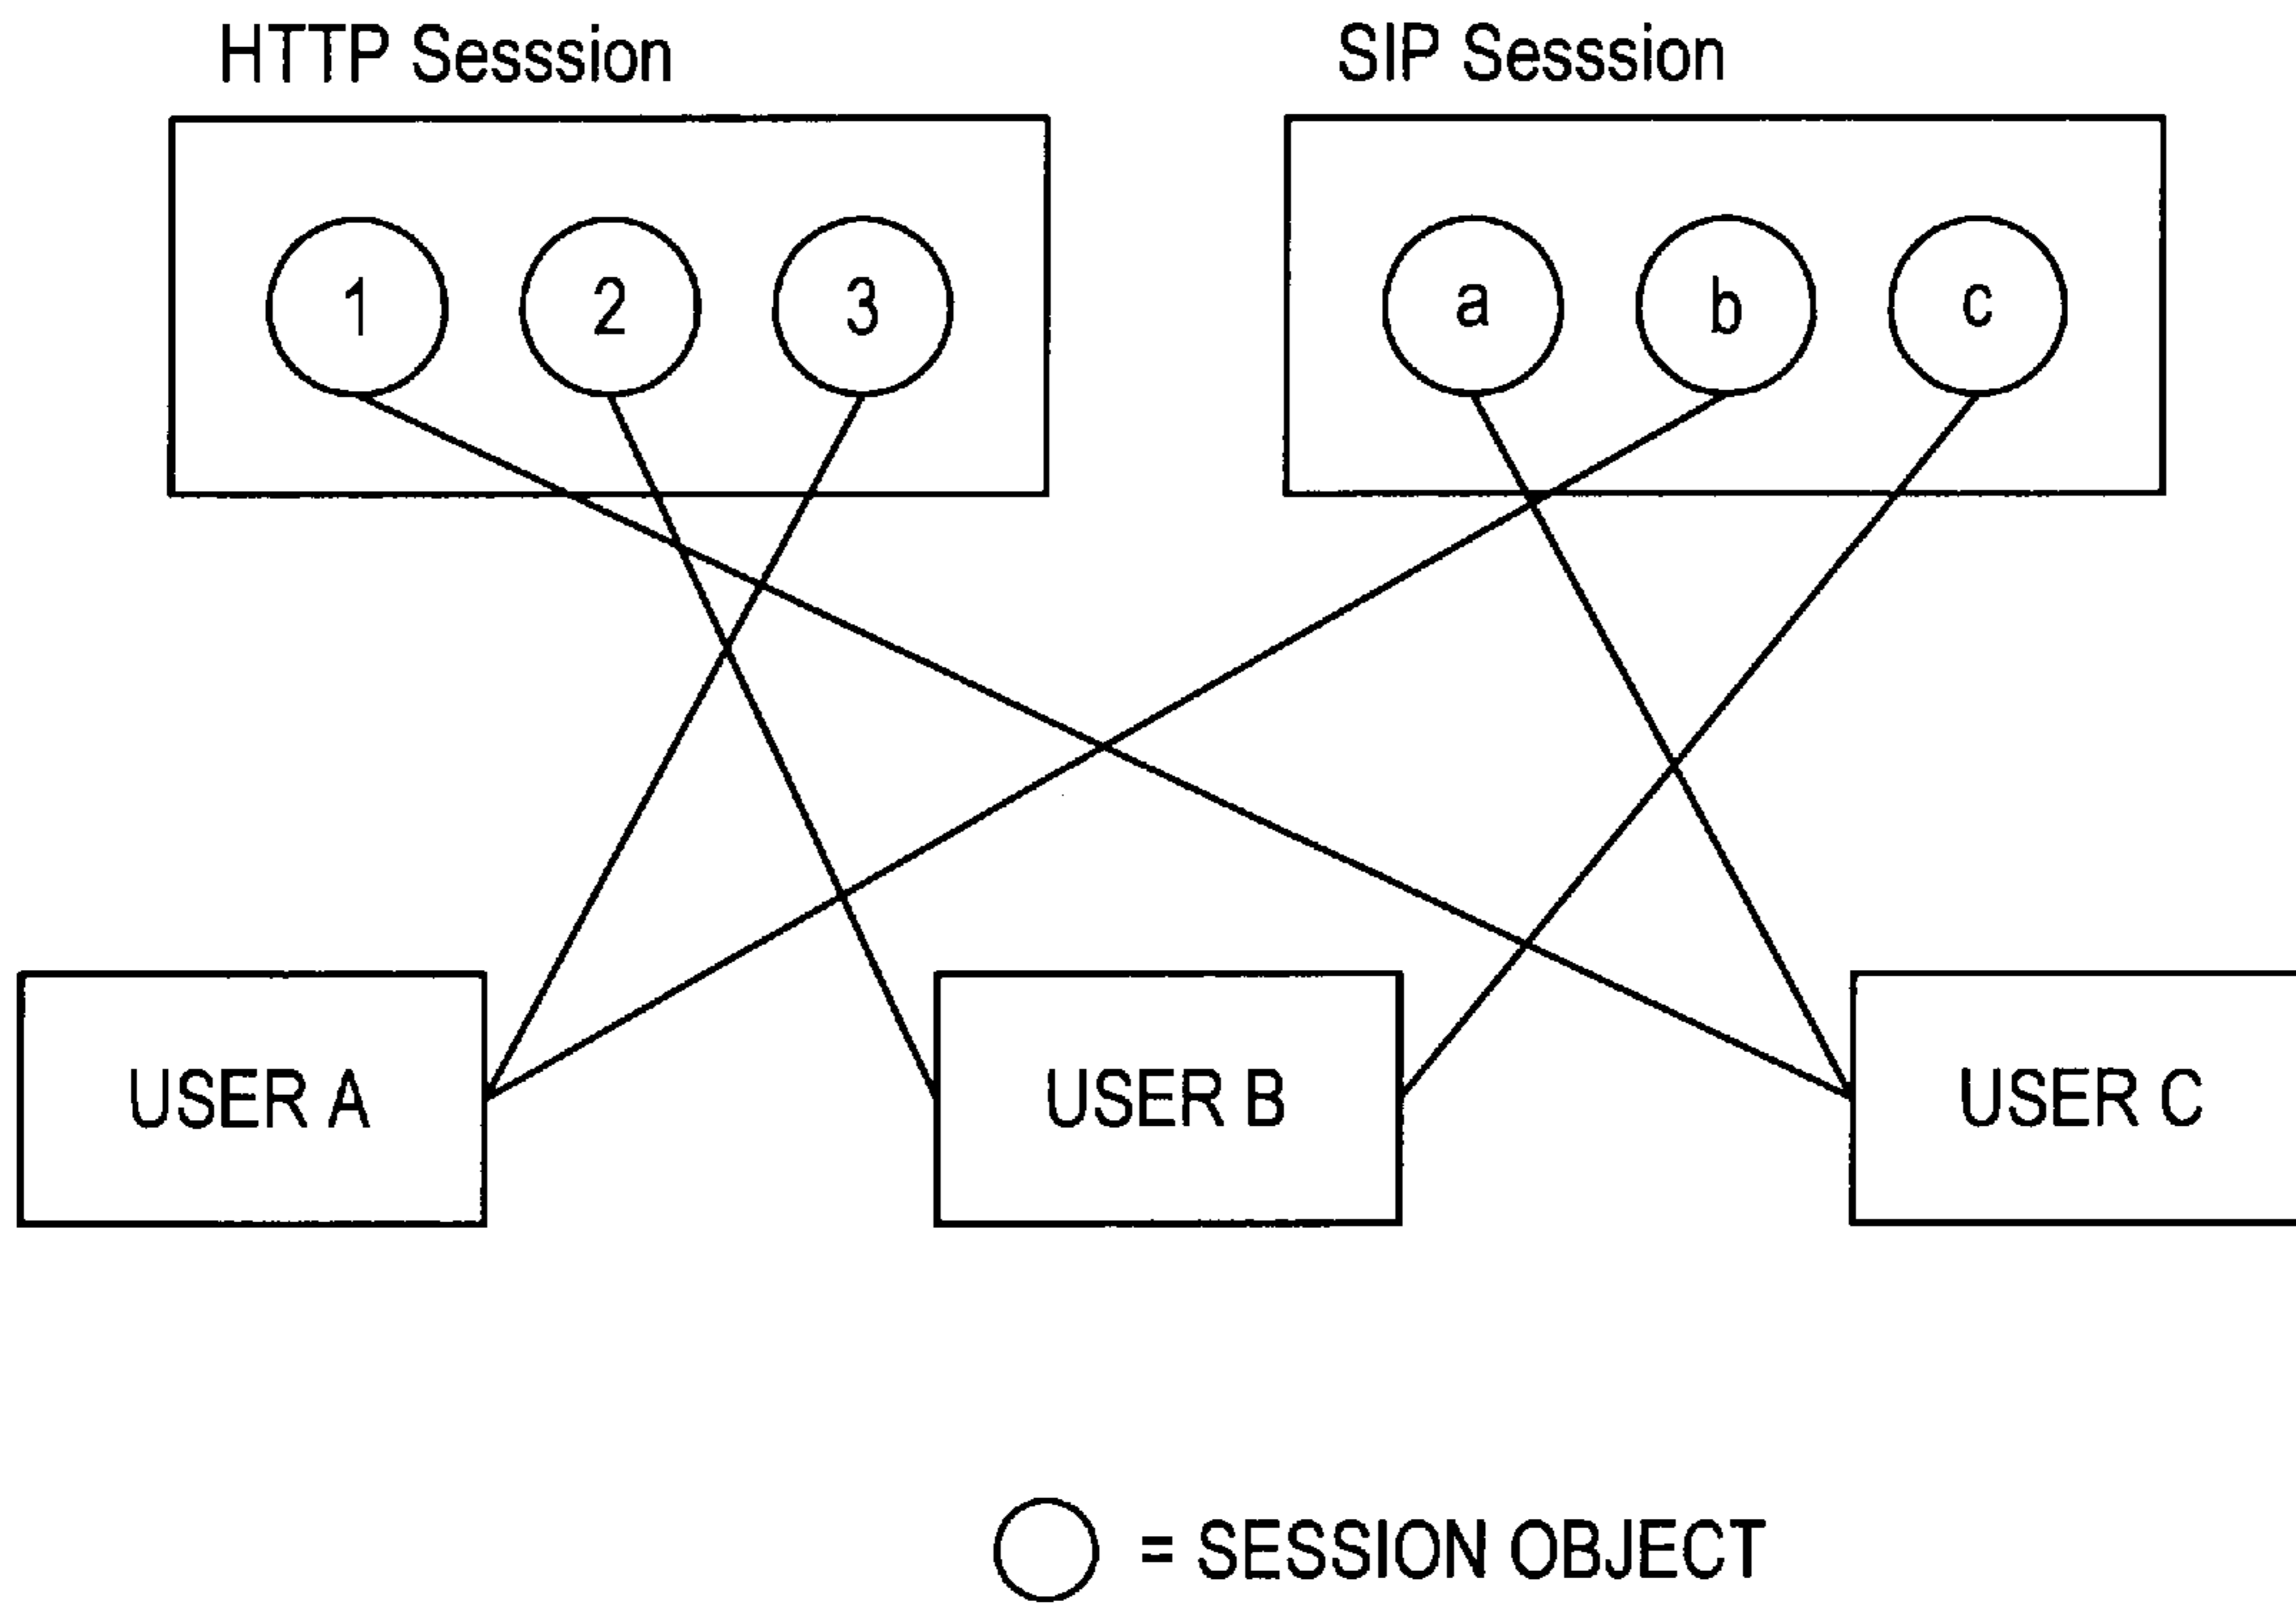 HTTP Sesssion
SIP Sesssion
1 2 3
a b c
USER A
USER B
USER C
= SESSION OBJECT